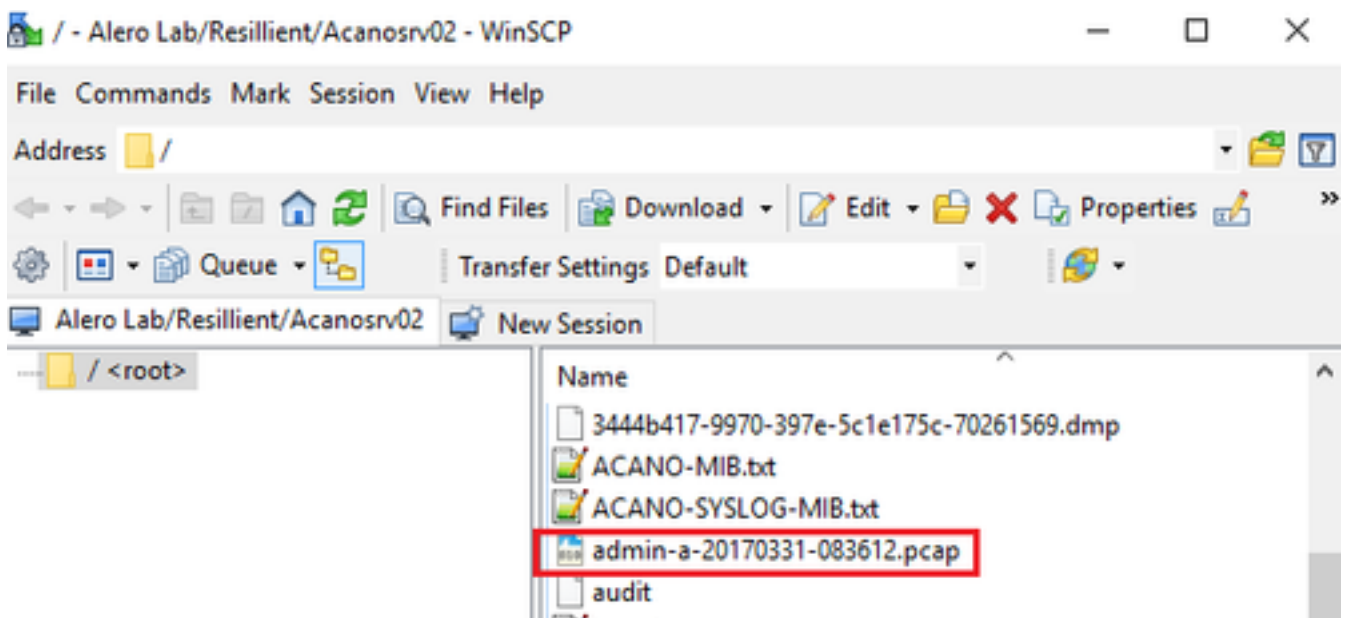 / - Alero Lab/Resillient/Acanosrv02 - WinSCP
File Commands Mark Session View Help
Address /
Find Files Download Edit Properties »
Queue Transfer Settings Default
Alero Lab/Resillient/Acanosrv02 New Session
/ <root>
Name
3444b417-9970-397e-5c1e175c-70261569.dmp
ACANO-MIB.txt
ACANO-SYSLOG-MIB.txt
admin-a-20170331-083612.pcap
audit